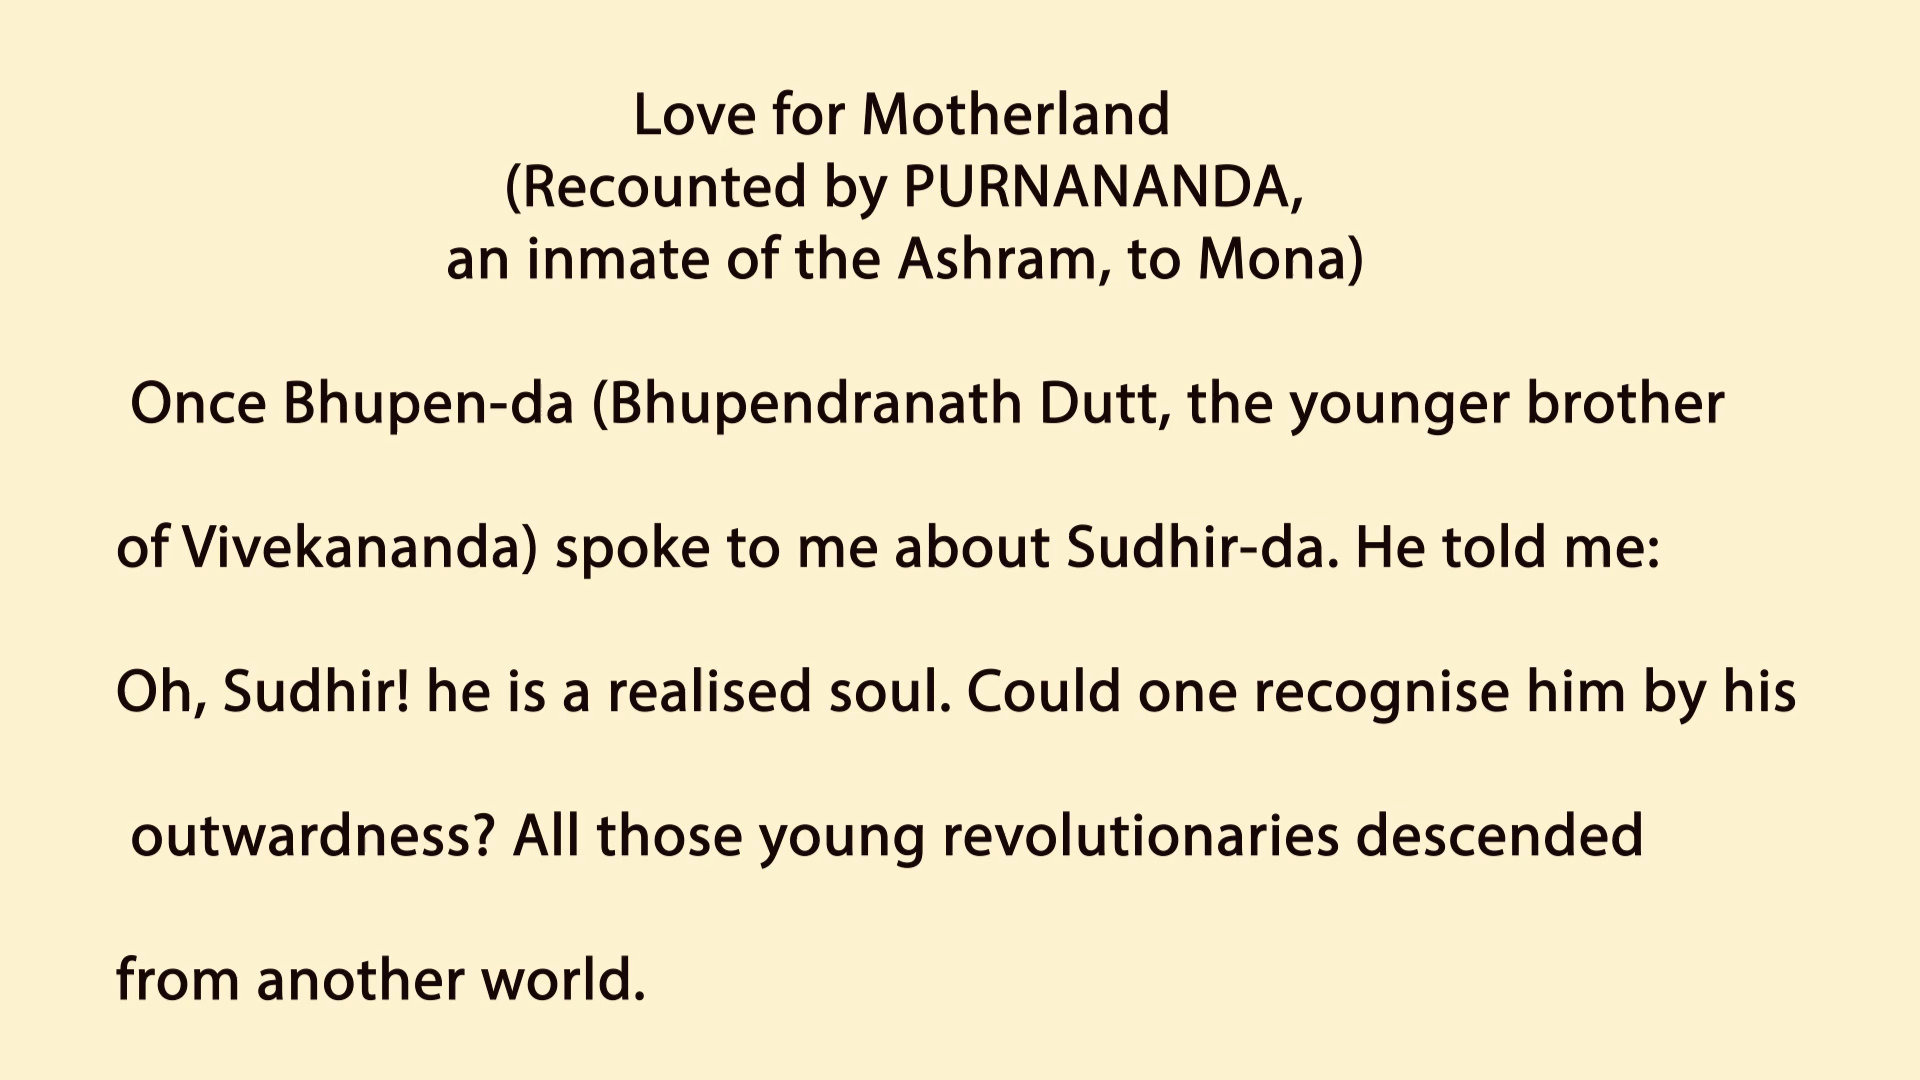 Love for Motherland
(Recounted by PURNANANDA,
an inmate of the Ashram, to Mona)
Once Bhupen-da (Bhupendranath Dutt, the younger brother
of Vivekananda) spoke to me about Sudhir-da. He told me:
Oh, Sudhir! he is a realised soul. Could one recognise him by his
outwardness? All those young revolutionaries descended
from another world.